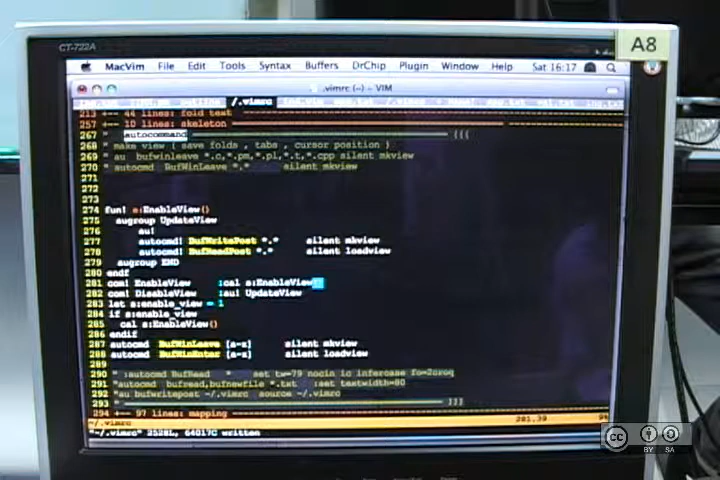 CT-722A
A8
MacVim File Edit Tools Syntax Buffers DrChip Plugin Window Help Sat 16:17
.vimrc (~) - VIM
/.vimrc
213 +-- 44 lines: fold text
257 +-- 10 lines: skeleton
267 " autocommand {{{
268 " make view ( save folds , tabs , cursor position )
269 " au bufwinleave *.c,*.pm,*.pl,*.t,*.cpp silent mkview
270 " autocmd BufWinLeave *.* silent mkview
271
272
273
274 fun! s:EnableView()
275 augroup UpdateView
276 au!
277 autocmd! BufWritePost *.* silent mkview
278 autocmd! BufReadPost *.* silent loadview
279 augroup END
280 endf
281 com! EnableView :cal s:EnableView()
282 com! DisableView :au! UpdateView
283 let s:enable_view = 1
284 if s:enable_view
285 cal s:EnableView()
286 endif
287 autocmd BufWinLeave [a-z] silent mkview
288 autocmd BufWinEnter [a-z] silent loadview
289
290 " :autocmd BufRead * set tw=79 nocin ic infercase fo=2croq
291 "autocmd bufread,bufnewfile *.txt :set textwidth=80
292 "au bufwritepost ~/.vimrc source ~/.vimrc
293 " }}}
294 +-- 97 lines: mapping
~/.vimrc 281,39
"~/.vimrc" 2528L, 64017C written
cc BY SA